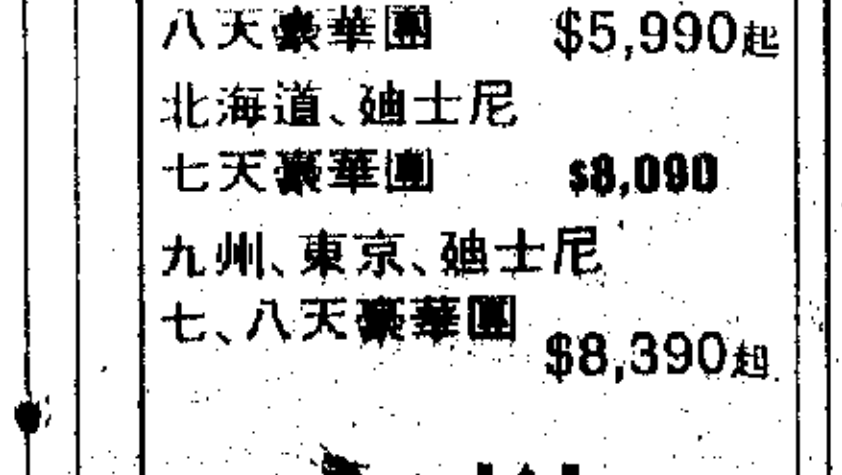 八天豪華團 $5,990起
北海道、廸士尼
七天豪華團 $8,090
九州、東京、廸士尼
七、八天豪華團 $8,390起